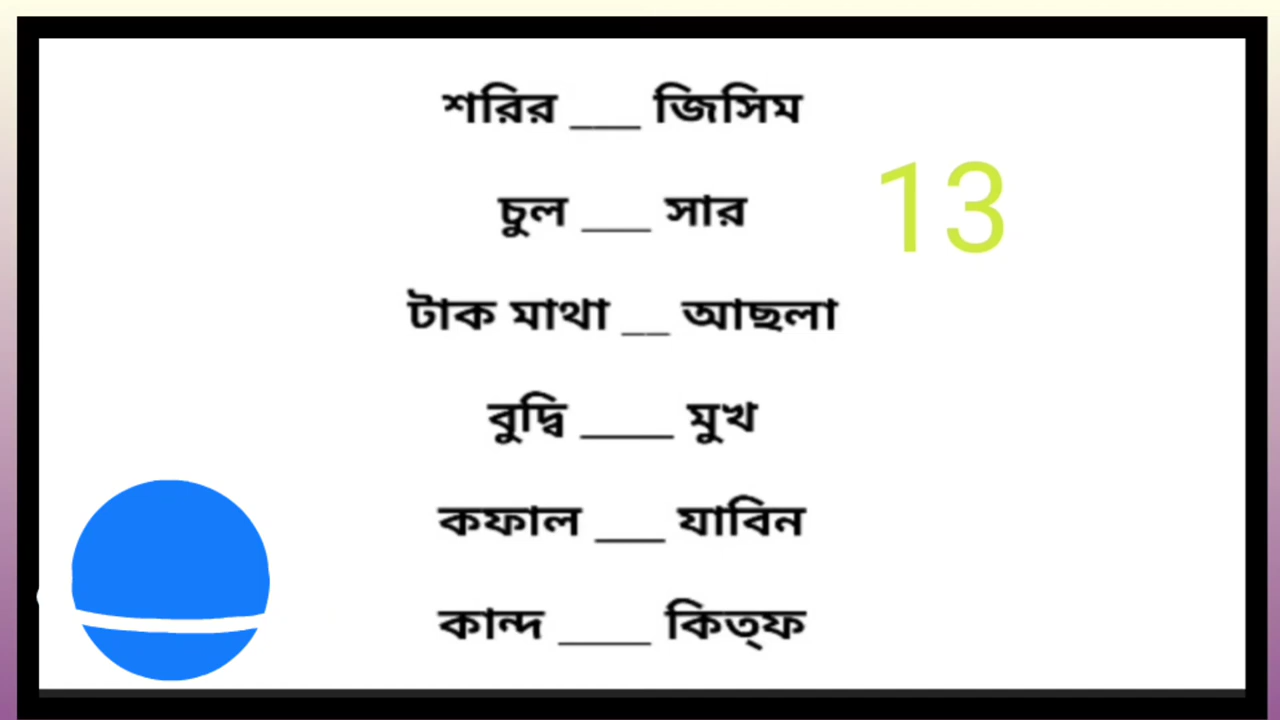 শরির ___ জিসিম
চুল ___ সার
13
টাক মাথা __ আছলা
বুদ্বি ____ মুখ
কফাল ___ যাবিন
কান্দ ____ কিত্ফ